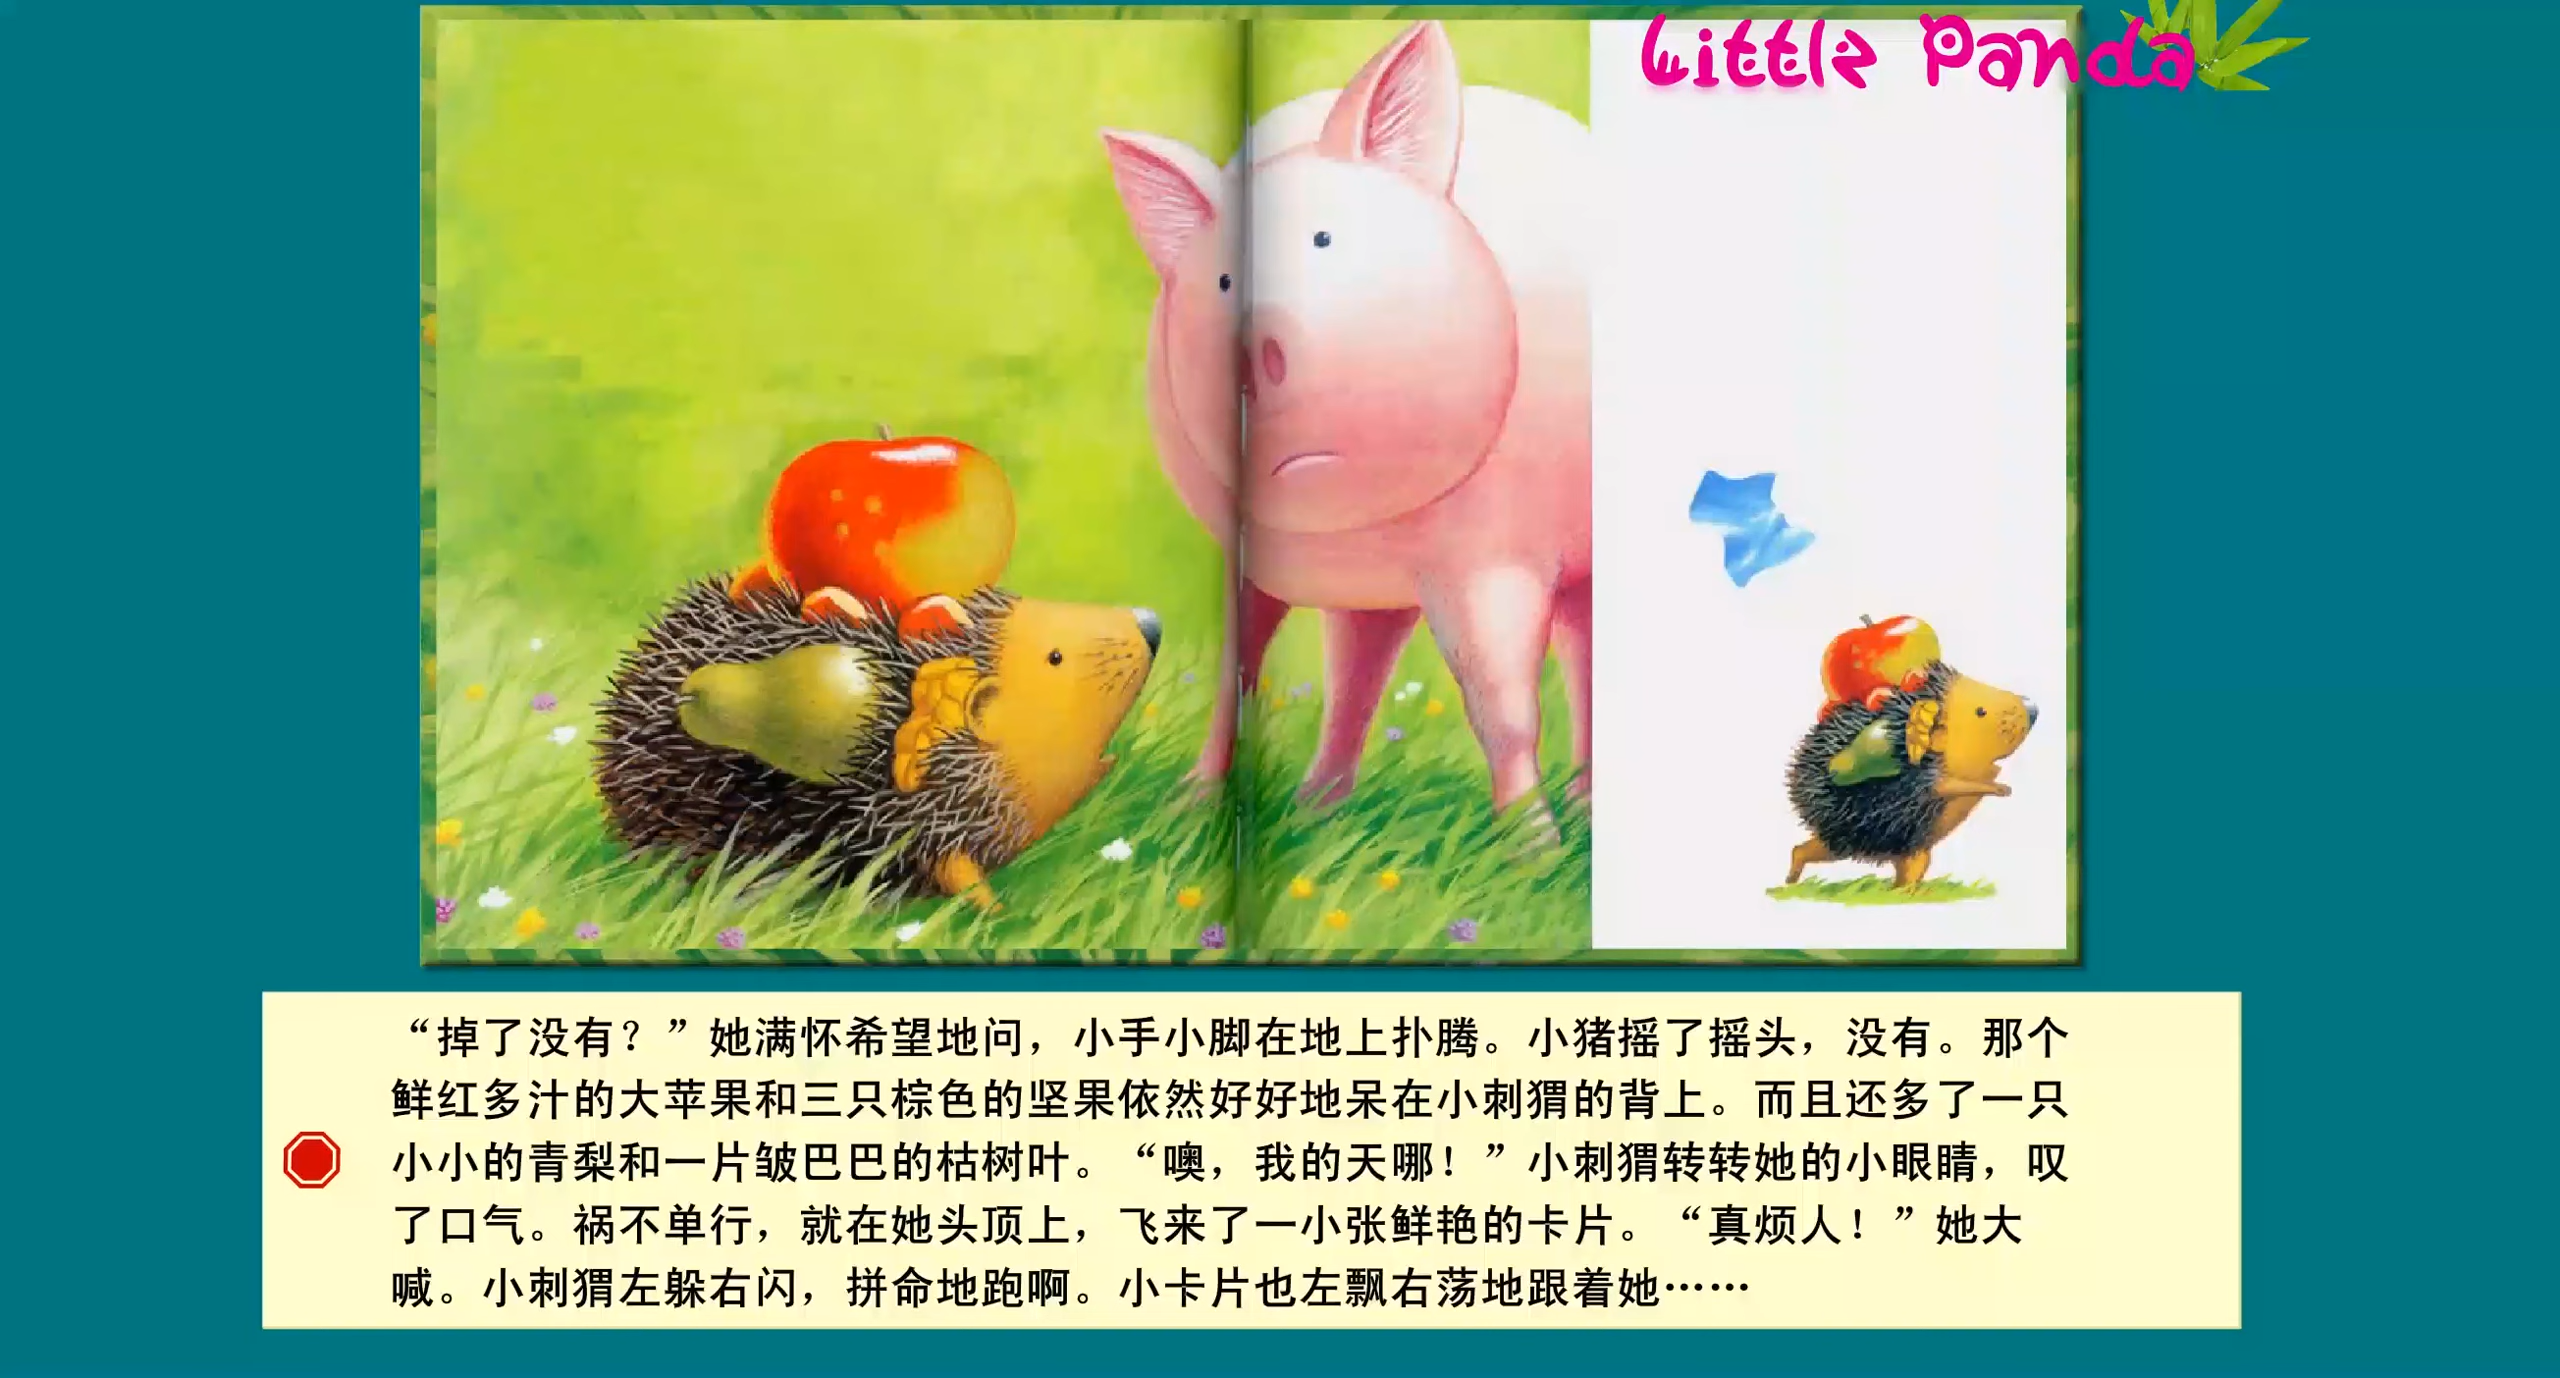 Little Panda
“掉了没有？”她满怀希望地问，小手小脚在地上扑腾。小猪摇了摇头，没有。那个
鲜红多汁的大苹果和三只棕色的坚果依然好好地呆在小刺猬的背上。而且还多了一只
小小的青梨和一片皱巴巴的枯树叶。“噢，我的天哪！”小刺猬转转她的小眼睛，叹
了口气。祸不单行，就在她头顶上，飞来了一小张鲜艳的卡片。“真烦人！”她大
喊。小刺猬左躲右闪，拼命地跑啊。小卡片也左飘右荡地跟着她……